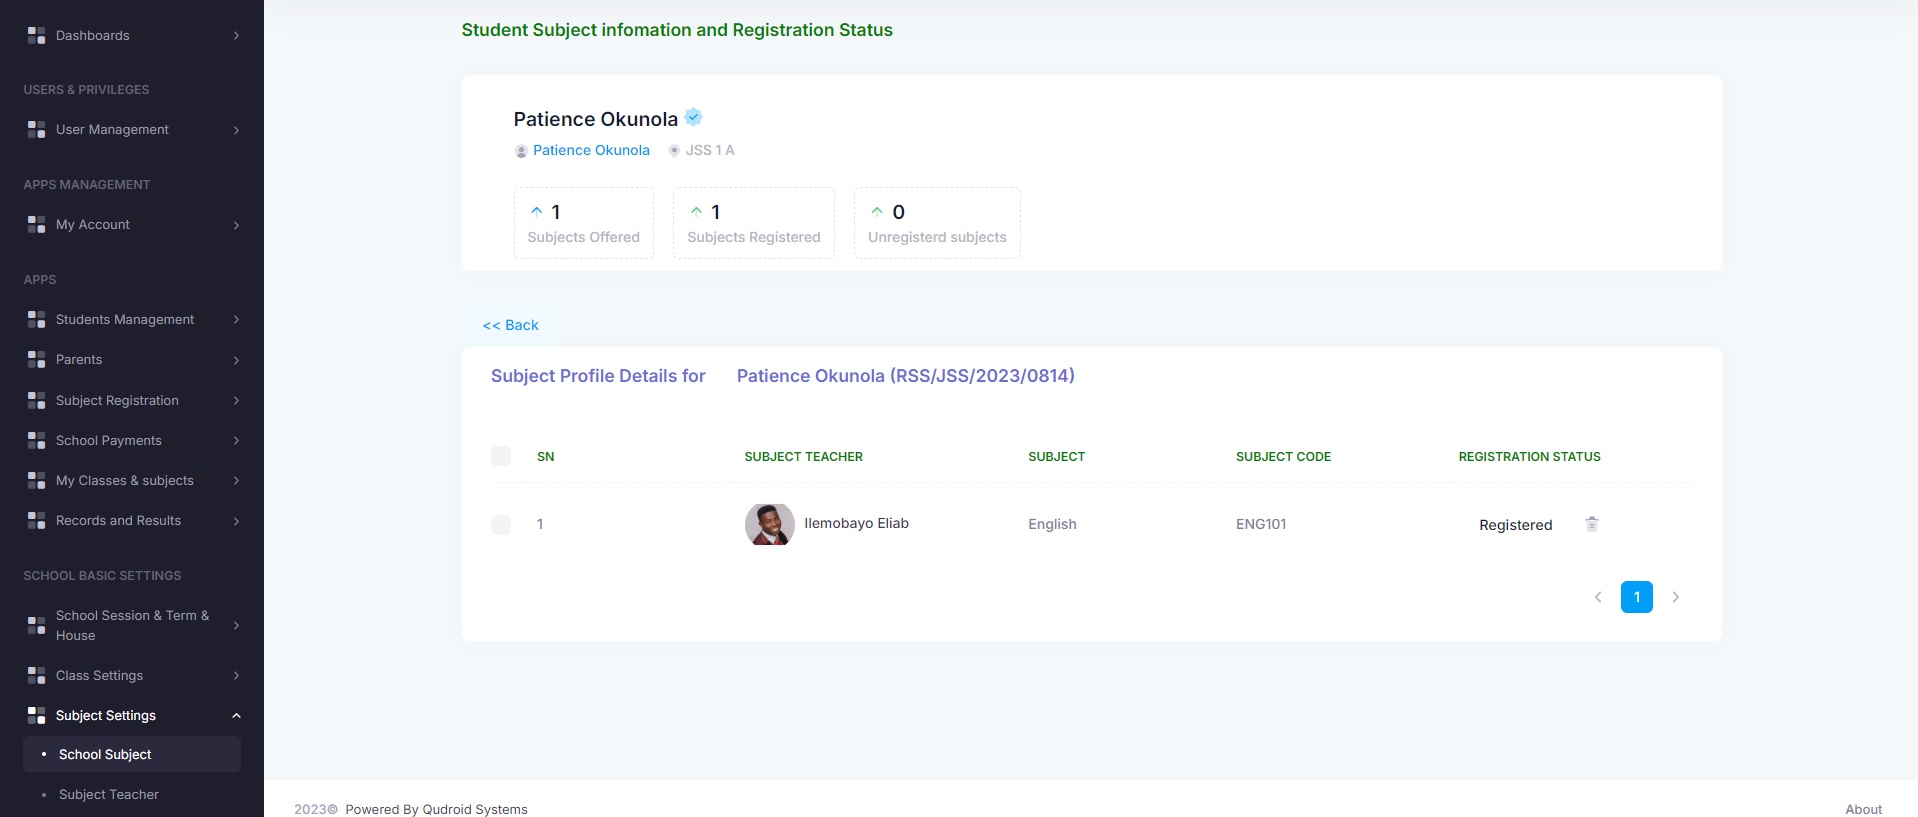 Dashboards
USERS & PRIVILEGES
User Management
APPS MANAGEMENT
My Account
APPS
Students Management
Parents
Subject Registration
School Payments
My Classes & subjects
Records and Results
SCHOOL BASIC SETTINGS
School Session & Term &
House
Class Settings
Subject Settings
School Subject
Subject Teacher
Student Subject infomation and Registration Status
Patience Okunola
Patience Okunola JSS 1 A
1 1 0
Subjects Offered Subjects Registered Unregisterd subjects
<< Back
Subject Profile Details for Patience Okunola (RSS/JSS/2023/0814)
SN SUBJECT TEACHER SUBJECT SUBJECT CODE REGISTRATION STATUS
1 Ilemobayo Eliab English ENG101 Registered
1
2023© Powered By Qudroid Systems About